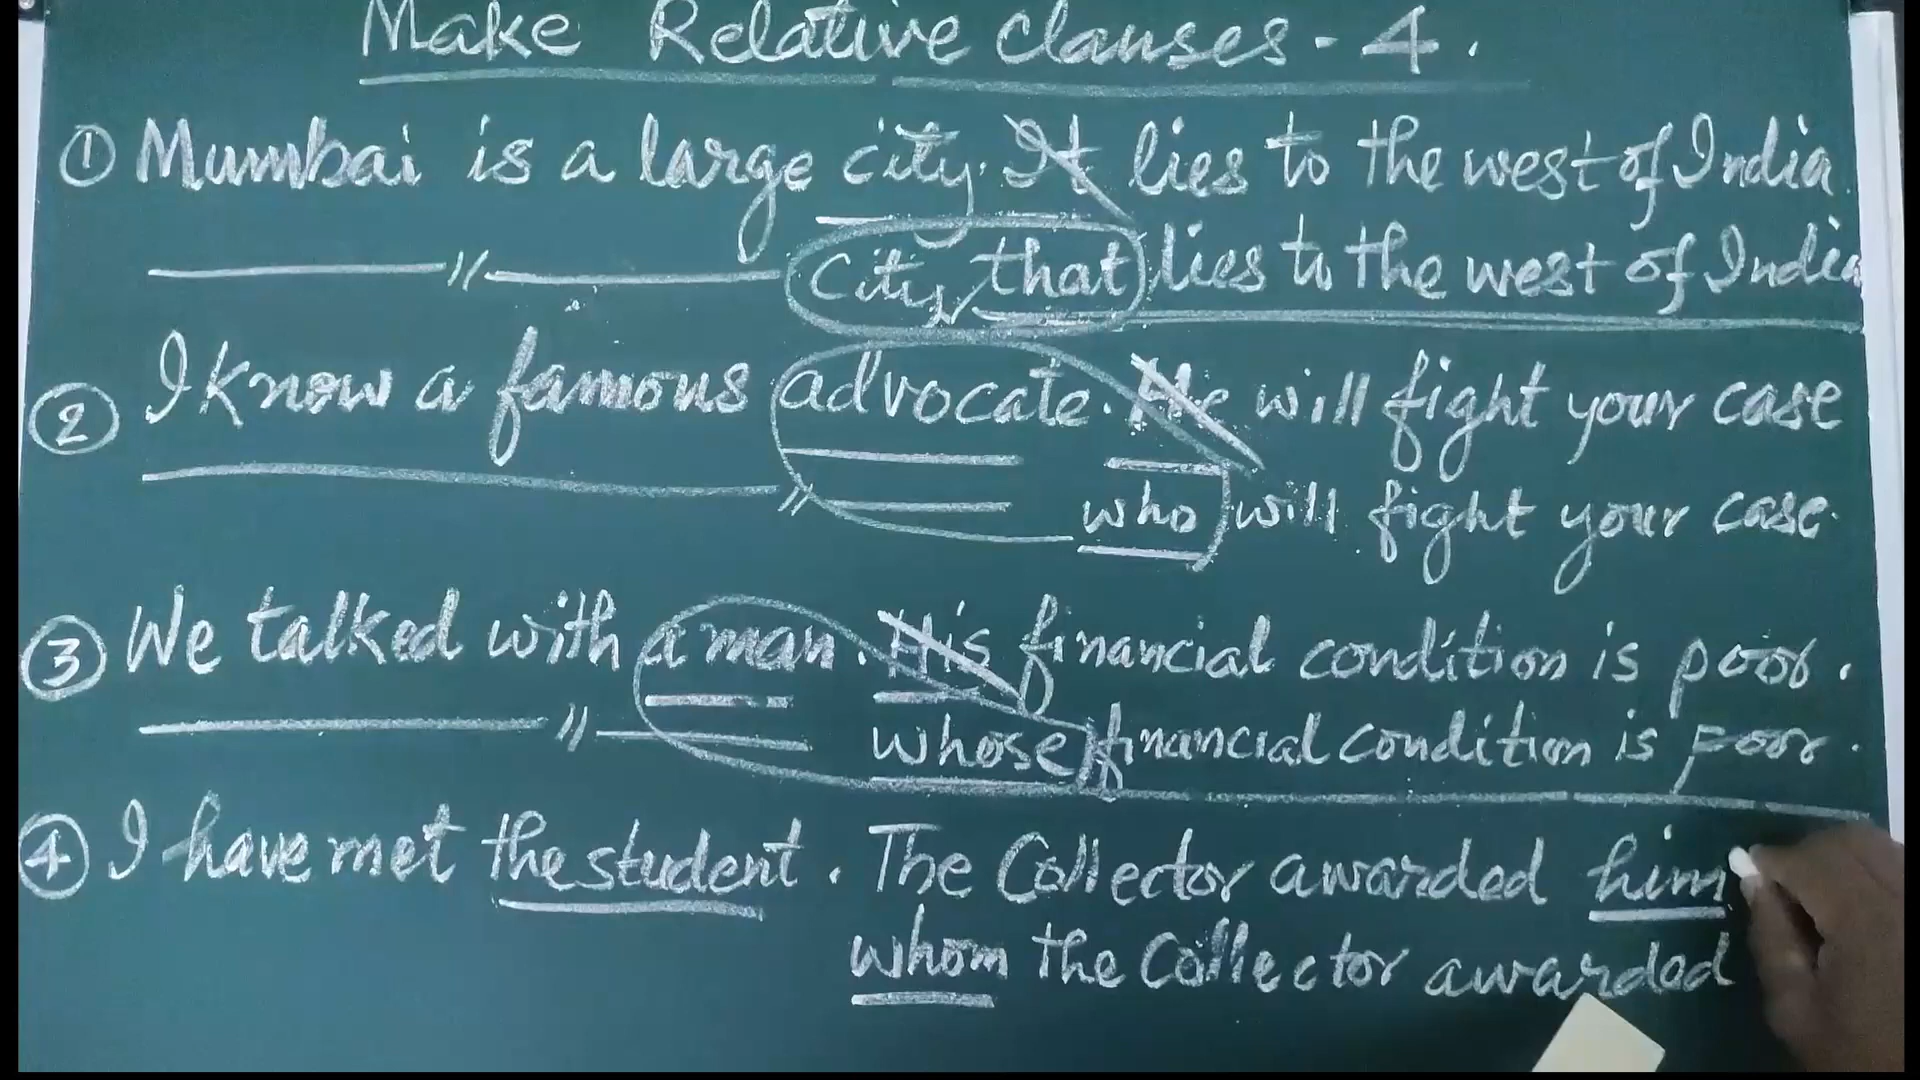 Make Relative Clauses - 4.
① Mumbai is a large city. It lies to the west of India.
〃 city that lies to the west of India
② I know a famous advocate. He will fight your case
〃 who will fight your case.
③ We talked with a man. His financial condition is poor.
〃 whose financial condition is poor.
④ I have met the student. The Collector awarded him
whom the Collector awarded